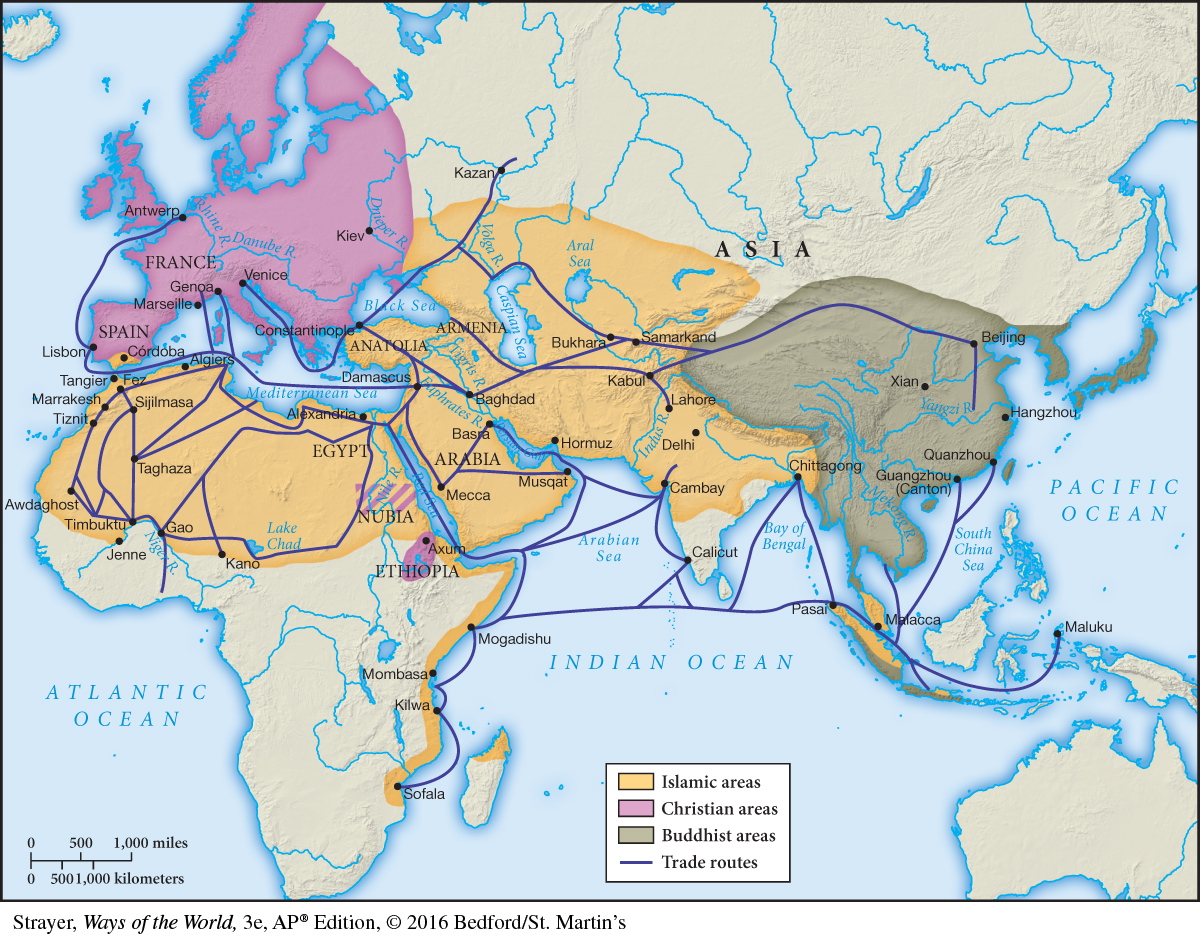 Kazan
Antwerp
Rhine R.
Dnieper R.
Kiev
Danube R.
Volga R.
Aral
Sea
ASIA
FRANCE
Venice
Genoa
Marseille
Black Sea
Caspian Sea
SPAIN
Constantinople
ARMENIA
ANATOLIA
Bukhara
Samarkand
Beijing
Lisbon
Córdoba
Algiers
Tigris R.
Tangier
Fez
Damascus
Kabul
Xian
Mediterranean Sea
Euphrates R.
Marrakesh
Sijilmasa
Baghdad
Lahore
Yangzi R.
Hangzhou
Tiznit
Alexandria
Basra
Indus R.
Delhi
EGYPT
Hormuz
Persian Gulf
Quanzhou
Taghaza
ARABIA
Chittagong
Guangzhou
(Canton)
Musqat
Nile R.
Red Sea
Mecca
Cambay
Mekong R.
PACIFIC
OCEAN
Awdaghost
Timbuktu
Gao
NUBIA
Lake
Chad
Arabian
Sea
Bay of
Bengal
South
China
Sea
Jenne
Niger R.
Kano
Axum
ETHIOPIA
Calicut
Pasai
Malacca
Maluku
Mogadishu
INDIAN OCEAN
Mombasa
ATLANTIC
OCEAN
Kilwa
Sofala
Islamic areas
Christian areas
Buddhist areas
Trade routes
0 500 1,000 miles
0 500 1,000 kilometers
Strayer, Ways of the World, 3e, AP® Edition, © 2016 Bedford/St. Martin's